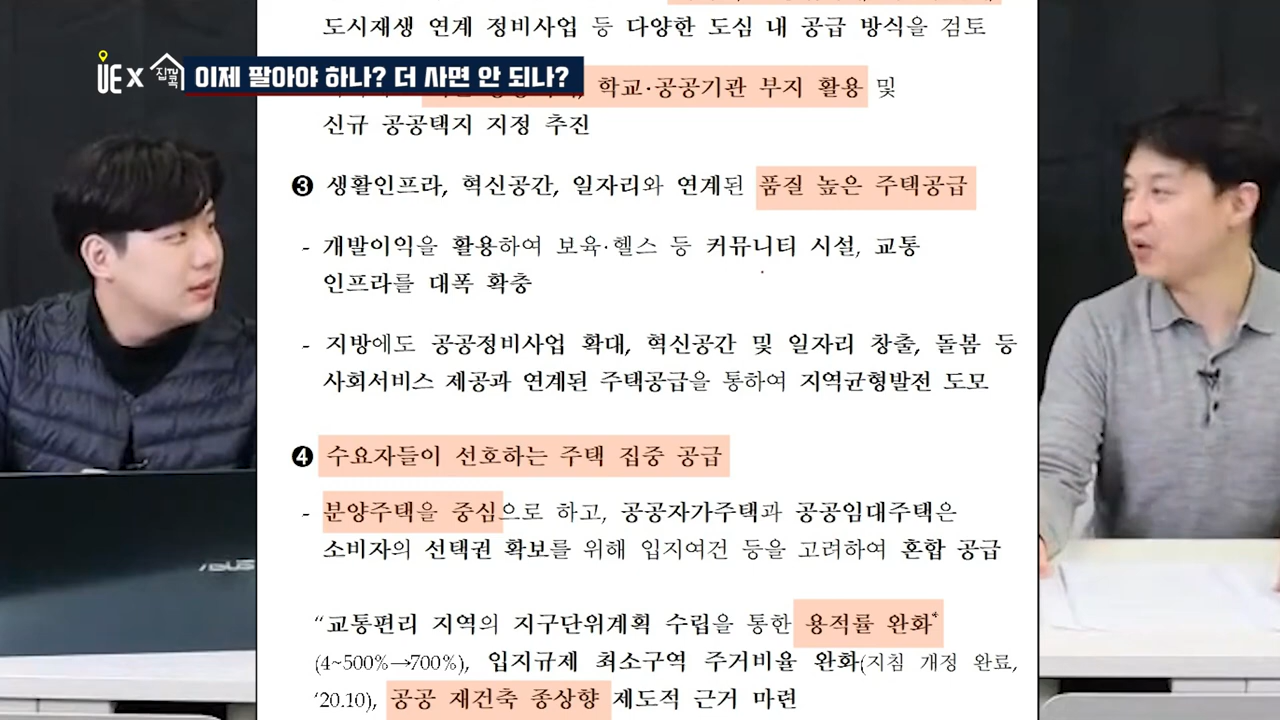 도시재생 연계 정비사업 등 다양한 도심 내 공급 방식을 검토
UE X 집코콕 이제 팔아야 하나? 더 사면 안 되나?
학교·공공기관 부지 활용 및
신규 공공택지 지정 추진
❸ 생활인프라, 혁신공간, 일자리와 연계된 품질 높은 주택공급
- 개발이익을 활용하여 보육·헬스 등 커뮤니티 시설, 교통
인프라를 대폭 확충
- 지방에도 공공정비사업 확대, 혁신공간 및 일자리 창출, 돌봄 등
사회서비스 제공과 연계된 주택공급을 통하여 지역균형발전 도모
❹ 수요자들이 선호하는 주택 집중 공급
- 분양주택을 중심으로 하고, 공공자가주택과 공공임대주택은
소비자의 선택권 확보를 위해 입지여건 등을 고려하여 혼합 공급
“교통편리 지역의 지구단위계획 수립을 통한 용적률 완화*
(4~500%→700%), 입지규제 최소구역 주거비율 완화(지침 개정 완료,
‘20.10), 공공 재건축 종상향 제도적 근거 마련
ASUS